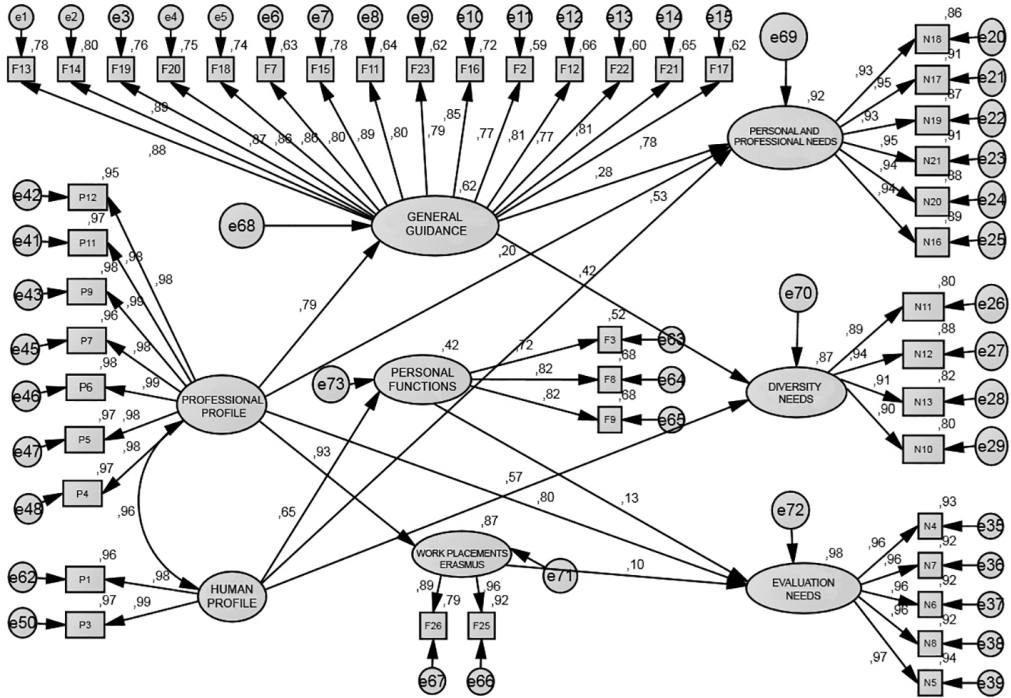 e1 e2 e3 e4 e5 e6 e7 e8 e9 e10 e11 e12 e13 e14 e15
,78 ,80 ,76 ,75 ,74 ,63 ,78 ,64 ,62 ,72 ,59 ,66 ,60 ,65 ,62
F13 F14 F19 F20 F18 F7 F15 F11 F23 F16 F2 F12 F22 F21 F17
,88 ,89 ,87 ,86 ,86 ,80 ,89 ,80 ,79 ,85 ,77 ,81 ,77 ,81 ,78
e68
,62
GENERAL
GUIDANCE
e69
,92
PERSONAL AND
PROFESSIONAL NEEDS
,93 ,86
N18 e20
,95 ,91
N17 e21
,93 ,87
N19 e22
,95 ,91
N21 e23
,94 ,88
N20 e24
,94 ,89
N16 e25
,28
,53
,20
,42
,79
,72
e42 P12 ,95
,98
e41 P11 ,97
,98
e43 P9 ,98
,99
e45 P7 ,96
,98
e46 P6 ,98
,99
e47 P5 ,97
,98
e48 P4 ,97
,98
PROFESSIONAL
PROFILE
,96
e73
,42
PERSONAL
FUNCTIONS
,52
F3 e63
,82 ,68
F8 e64
,82 ,68
F9 e65
e70
,87
DIVERSITY
NEEDS
,89 ,80
N11 e26
,94 ,88
N12 e27
,91 ,82
N13 e28
,90 ,80
N10 e29
,93
,57
,80
,13
,65
e62 P1 ,96
,98
e50 P3 ,97
,99
HUMAN
PROFILE
,87
WORK PLACEMENTS
ERASMUS
e71
,10
,89 ,79
F26
e67
,96 ,92
F25
e66
e72
,98
EVALUATION
NEEDS
,96 ,93
N4 e35
,96 ,92
N7 e36
,96 ,92
N6 e37
,96 ,92
N8 e38
,97 ,94
N5 e39